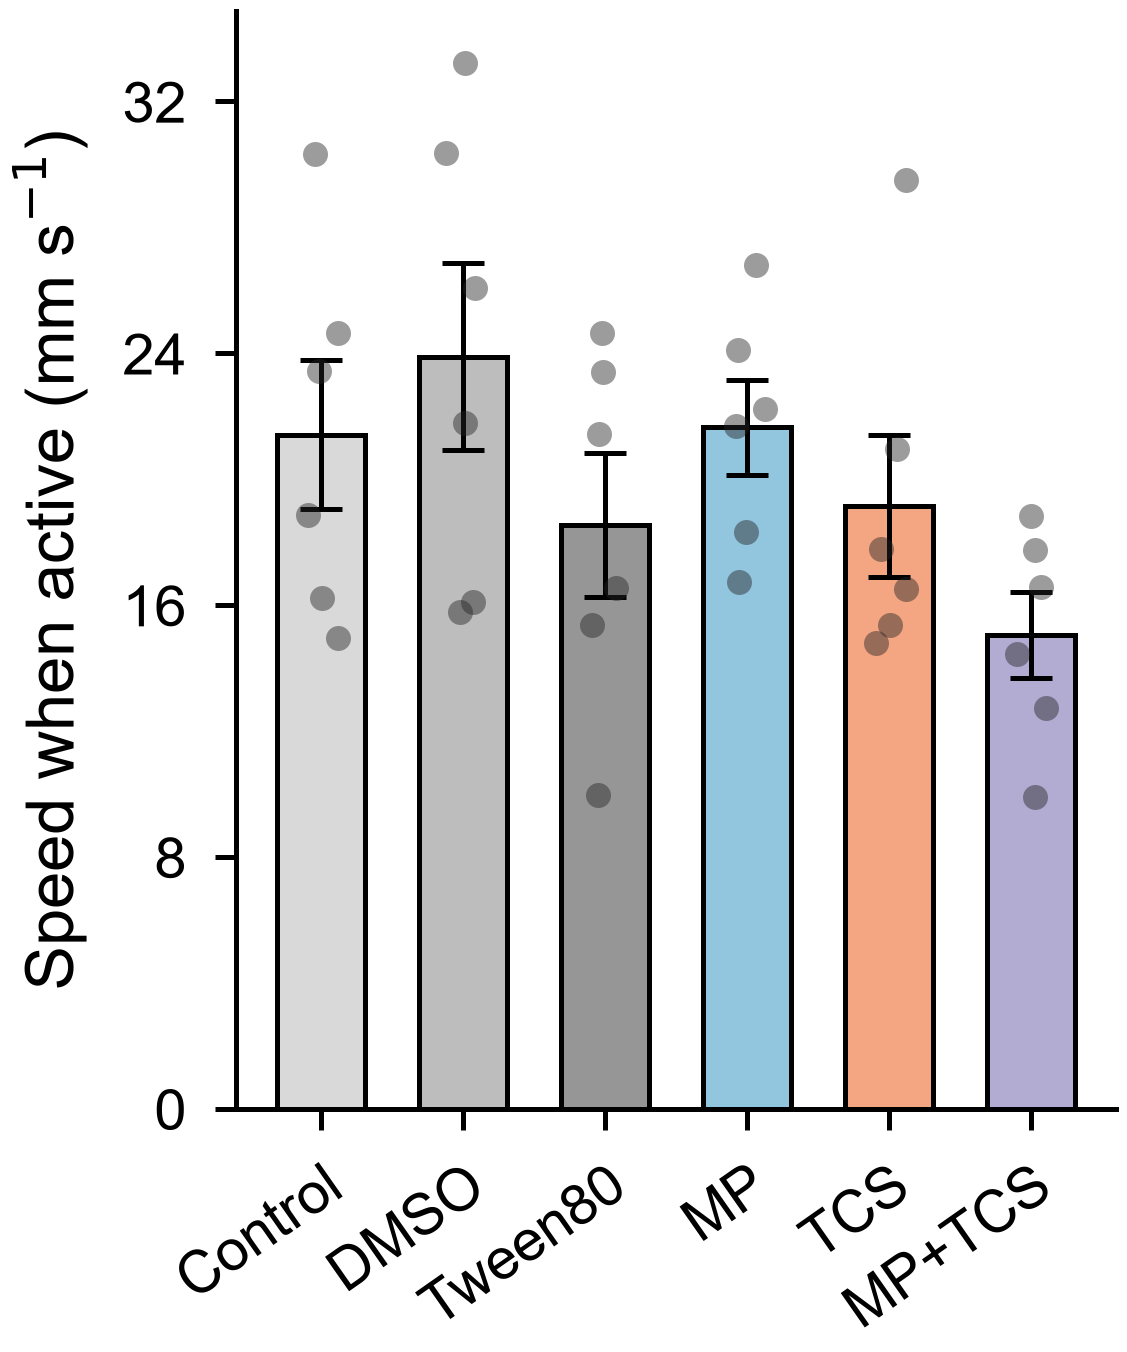 Speed when active (mm s⁻¹)
32
24
16
8
0
Control
DMSO
Tween80
MP
TCS
MP+TCS